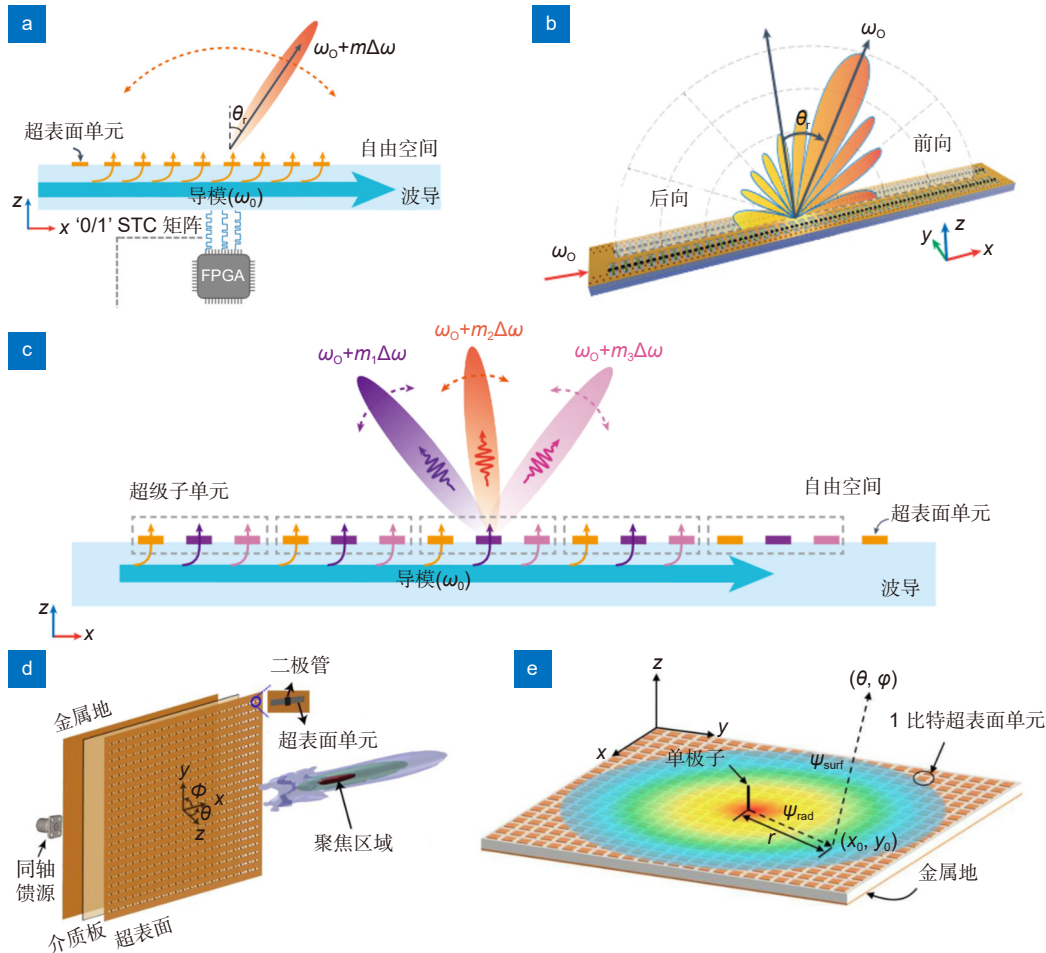 a
ω₀+mΔω
θr
超表面单元
自由空间
导模(ω₀)
波导
z
x
'0/1' STC 矩阵
FPGA
b
ω₀
θr
前向
后向
ω₀
z
y
x
c
ω₀+m₁Δω
ω₀+m₂Δω
ω₀+m₃Δω
超级子单元
自由空间
超表面单元
导模(ω₀)
波导
z
x
d
二极管
金属地
超表面单元
y
Φ
x
θ
z
聚焦区域
同轴
馈源
介质板
超表面
e
z
(θ, φ)
y
1 比特超表面单元
x
单极子
ψsurf
ψrad
r
(x₀, y₀)
金属地